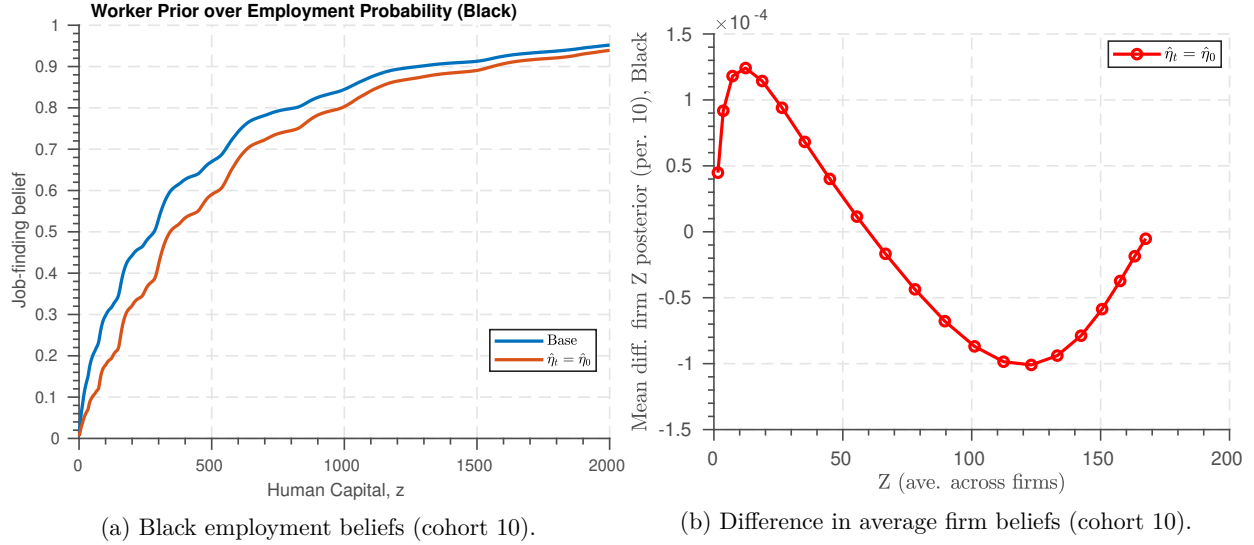 Worker Prior over Employment Probability (Black)
1
0.9
0.8
0.7
0.6
0.5
0.4
0.3
0.2
0.1
0
Job-finding belief
Base
η̂ₜ = η̂₀
0 500 1000 1500 2000
Human Capital, z
(a) Black employment beliefs (cohort 10).
×10⁻⁴
1.5
1
0.5
0
-0.5
-1
-1.5
Mean diff. firm Z posterior (per. 10), Black
η̂ₜ = η̂₀
0 50 100 150 200
Z (ave. across firms)
(b) Difference in average firm beliefs (cohort 10).